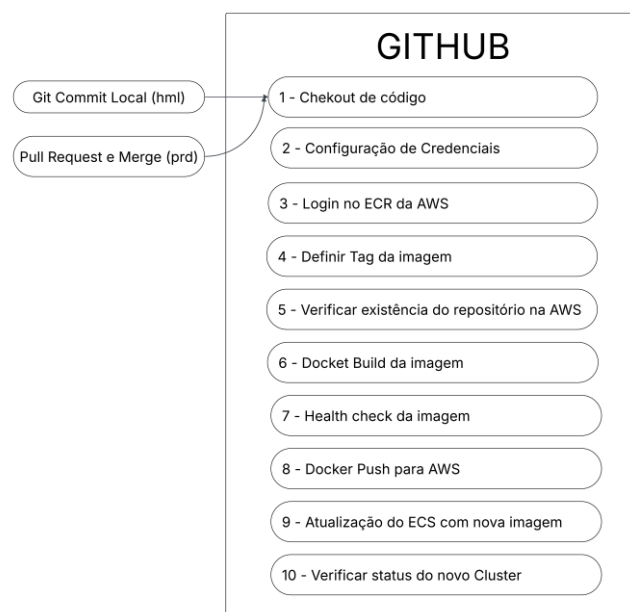 GITHUB
Git Commit Local (hml)
Pull Request e Merge (prd)
1 - Chekout de código
2 - Configuração de Credenciais
3 - Login no ECR da AWS
4 - Definir Tag da imagem
5 - Verificar existência do repositório na AWS
6 - Docket Build da imagem
7 - Health check da imagem
8 - Docker Push para AWS
9 - Atualização do ECS com nova imagem
10 - Verificar status do novo Cluster